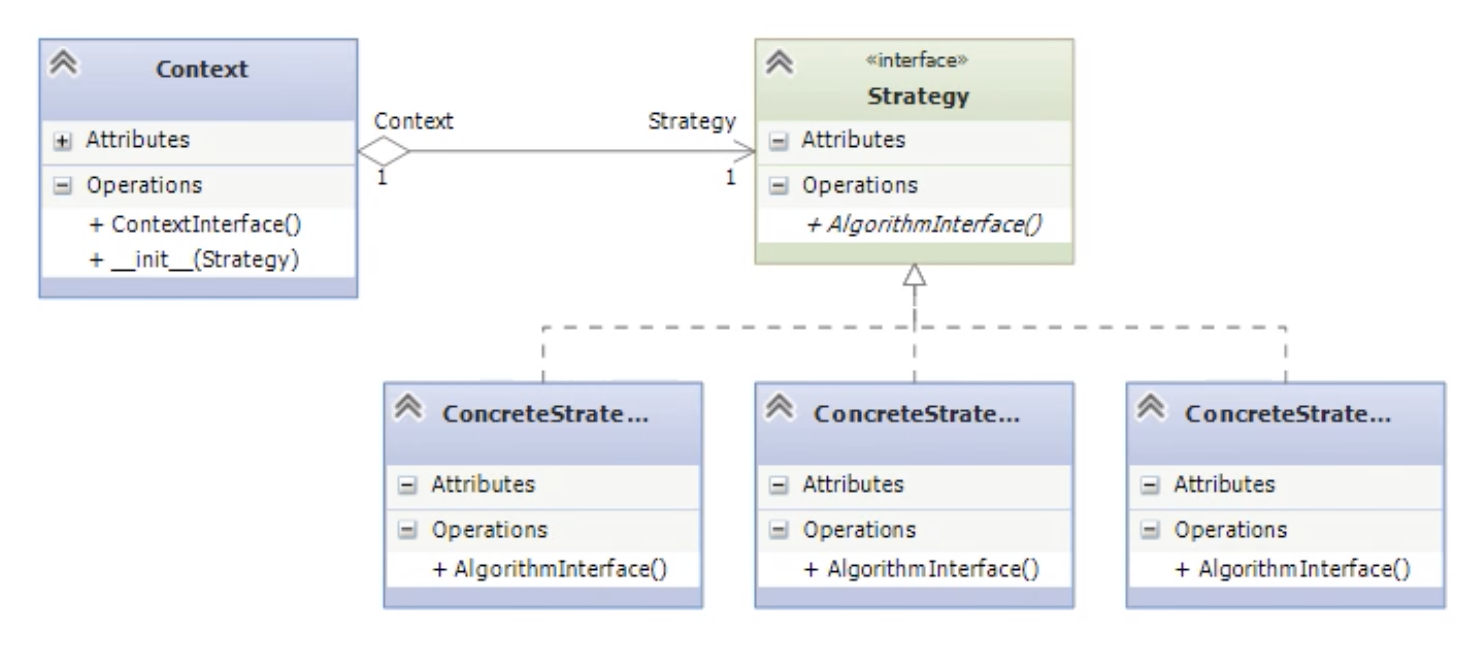 Context
Attributes
Operations
+ ContextInterface()
+ __init__(Strategy)
Context
1
Strategy
1
«interface»
Strategy
Attributes
Operations
+ AlgorithmInterface()
ConcreteStrate...
Attributes
Operations
+ AlgorithmInterface()
ConcreteStrate...
Attributes
Operations
+ AlgorithmInterface()
ConcreteStrate...
Attributes
Operations
+ AlgorithmInterface()